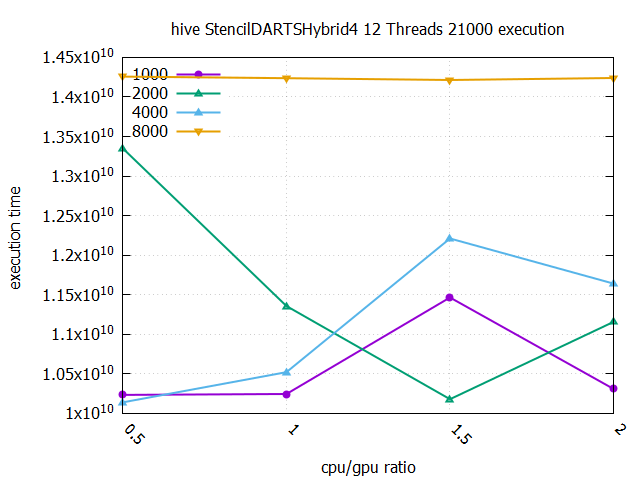 hive StencilDARTSHybrid4 12 Threads 21000 execution
1.45x10^10
1.4x10^10
1.35x10^10
1.3x10^10
1.25x10^10
1.2x10^10
1.15x10^10
1.1x10^10
1.05x10^10
1x10^10
execution time
1000
2000
4000
8000
0.5
1
1.5
2
cpu/gpu ratio